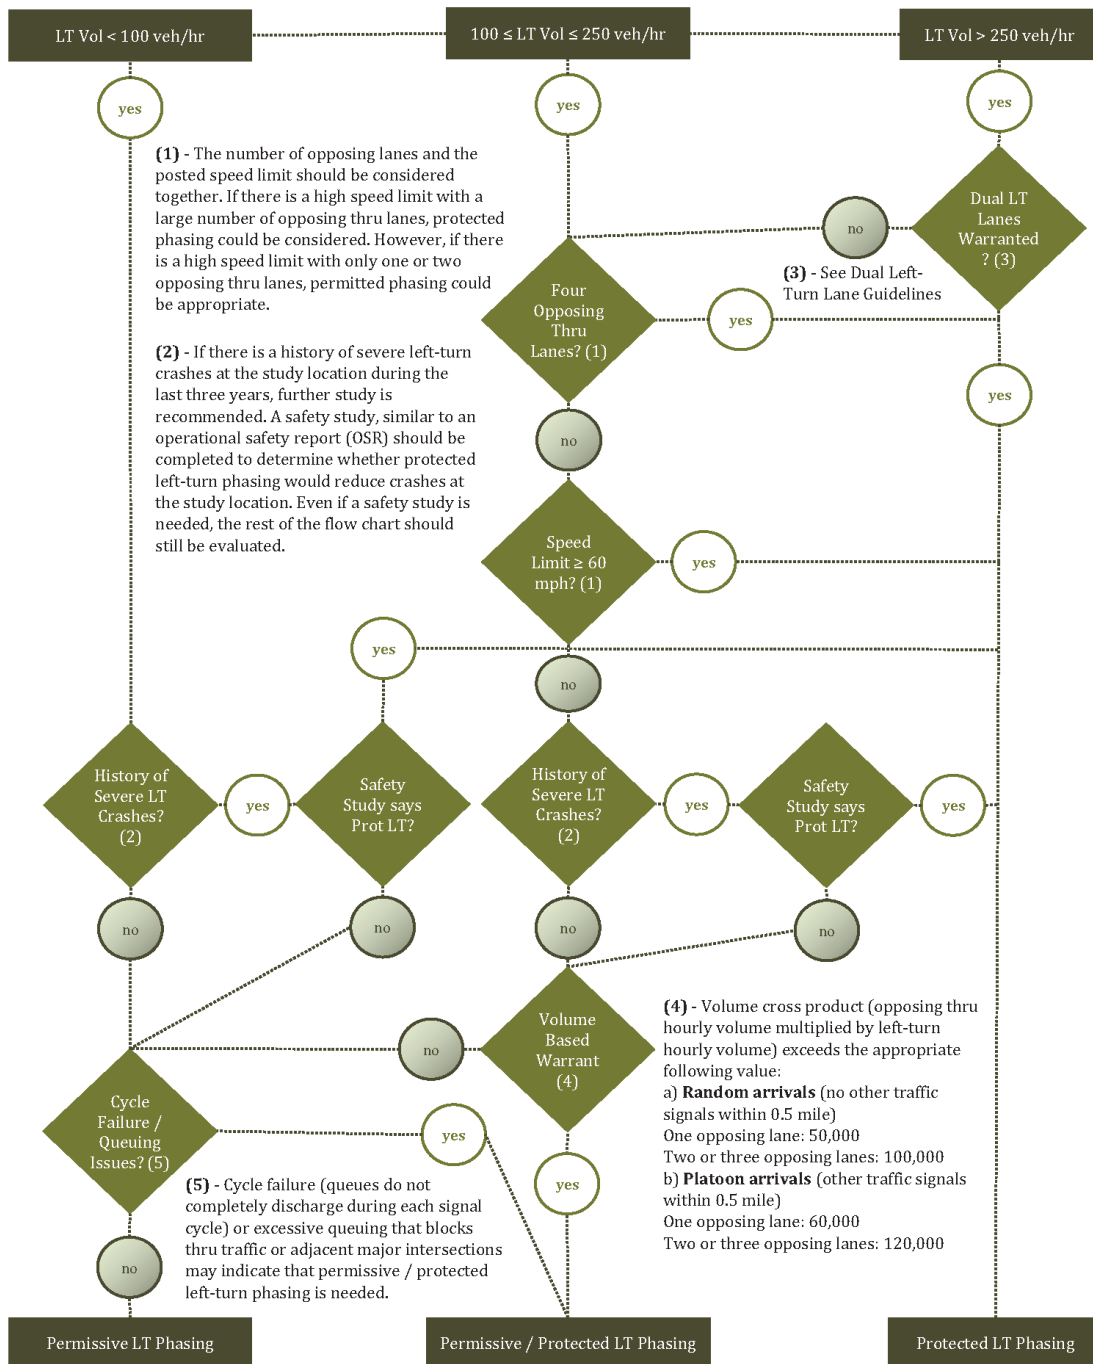 LT Vol < 100 veh/hr
100 ≤ LT Vol ≤ 250 veh/hr
LT Vol > 250 veh/hr
yes
yes
yes
(1) - The number of opposing lanes and the
posted speed limit should be considered
together. If there is a high speed limit with a
large number of opposing thru lanes, protected
phasing could be considered. However, if there
is a high speed limit with only one or two
opposing thru lanes, permitted phasing could
be appropriate.
Dual LT
Lanes
Warranted
? (3)
no
(3) - See Dual Left-
Turn Lane Guidelines
Four
Opposing
Thru
Lanes? (1)
yes
yes
(2) - If there is a history of severe left-turn
crashes at the study location during the
last three years, further study is
recommended. A safety study, similar to an
operational safety report (OSR) should be
completed to determine whether protected
left-turn phasing would reduce crashes at
the study location. Even if a safety study is
needed, the rest of the flow chart should
still be evaluated.
no
Speed
Limit ≥ 60
mph? (1)
yes
yes
no
History of
Severe LT
Crashes?
(2)
yes
Safety
Study says
Prot LT?
History of
Severe LT
Crashes?
(2)
yes
Safety
Study says
Prot LT?
yes
no
no
no
no
Volume
Based
Warrant
(4)
no
(4) - Volume cross product (opposing thru
hourly volume multiplied by left-turn
hourly volume) exceeds the appropriate
following value:
a) Random arrivals (no other traffic
signals within 0.5 mile)
One opposing lane: 50,000
Two or three opposing lanes: 100,000
b) Platoon arrivals (other traffic signals
within 0.5 mile)
One opposing lane: 60,000
Two or three opposing lanes: 120,000
Cycle
Failure /
Queuing
Issues? (5)
yes
yes
(5) - Cycle failure (queues do not
completely discharge during each signal
cycle) or excessive queuing that blocks
thru traffic or adjacent major intersections
may indicate that permissive / protected
left-turn phasing is needed.
no
Permissive LT Phasing
Permissive / Protected LT Phasing
Protected LT Phasing